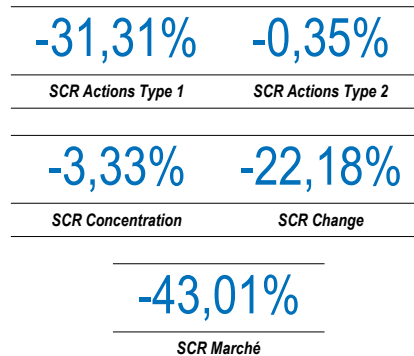 -31,31% -0,35%
SCR Actions Type 1 SCR Actions Type 2
-3,33% -22,18%
SCR Concentration SCR Change
-43,01%
SCR Marché